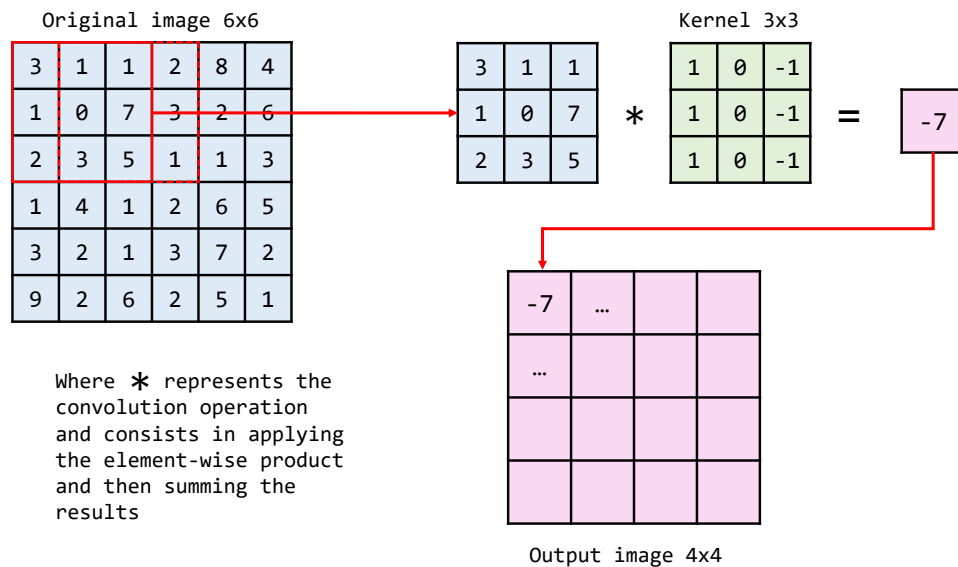 Original image 6x6
3 1 1 2 8 4
1 0 7 3 2 6
2 3 5 1 1 3
1 4 1 2 6 5
3 2 1 3 7 2
9 2 6 2 5 1
3 1 1
1 0 7
2 3 5
*
Kernel 3x3
1 0 -1
1 0 -1
1 0 -1
=
-7
-7 …
…
Output image 4x4
Where * represents the
convolution operation
and consists in applying
the element-wise product
and then summing the
results